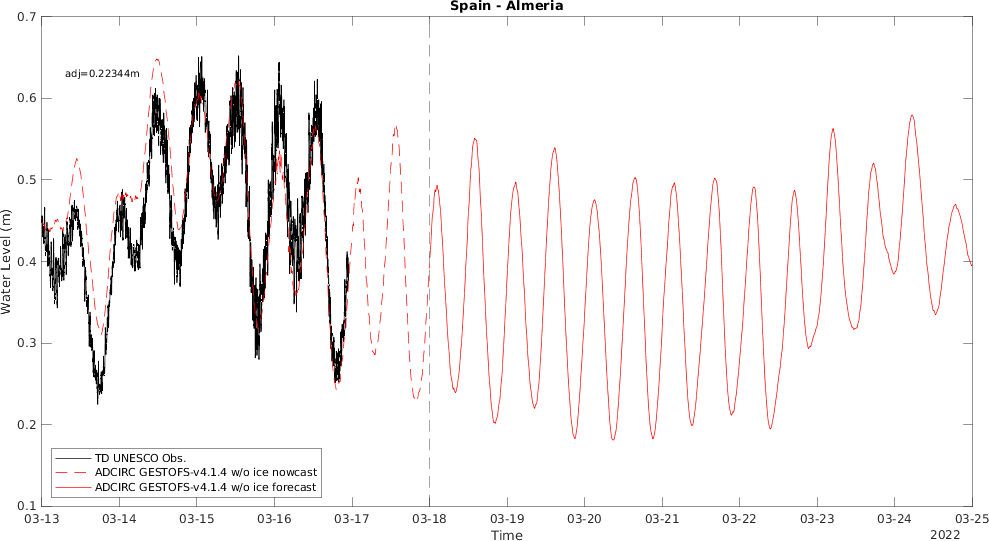 Spain - Almeria
adj=0.22344m
Water Level (m)
0.7
0.6
0.5
0.4
0.3
0.2
0.1
TD UNESCO Obs.
ADCIRC GESTOFS-v4.1.4 w/o ice nowcast
ADCIRC GESTOFS-v4.1.4 w/o ice forecast
03-13 03-14 03-15 03-16 03-17 03-18 03-19 03-20 03-21 03-22 03-23 03-24 03-25
Time
2022